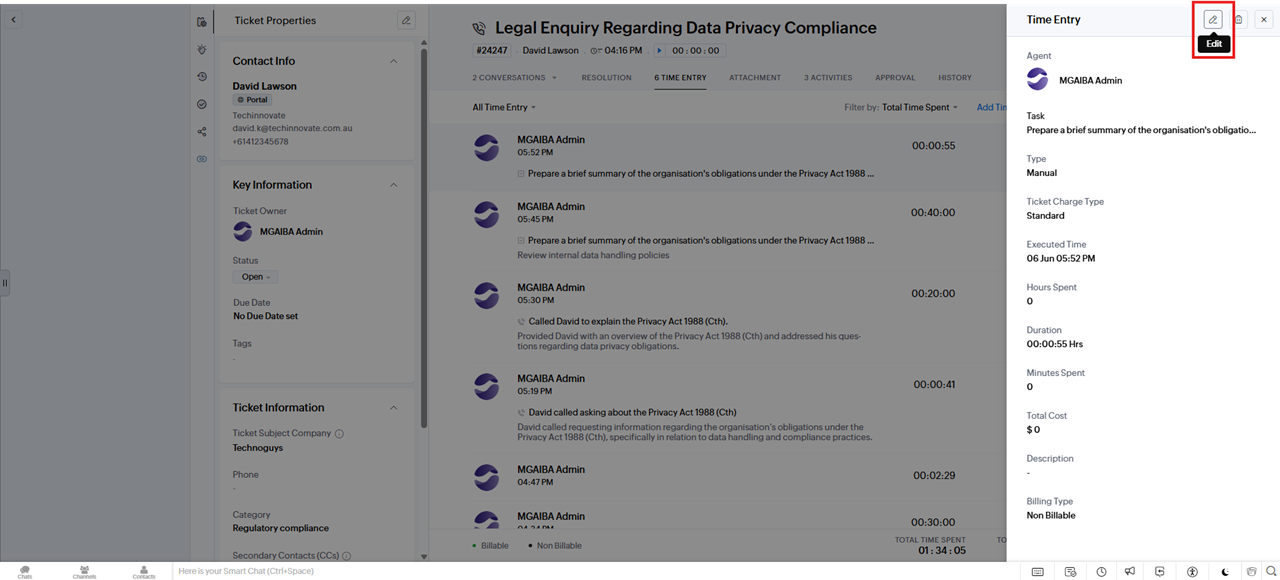 Ticket Properties
Contact Info
David Lawson
Portal
Techinnovate
david.k@techinnovate.com.au
+61412345678
Key Information
Ticket Owner
MGAIBA Admin
Status
Open
Due Date
No Due Date set
Tags
-
Ticket Information
Ticket Subject Company
Technoguys
Phone
-
Category
Regulatory compliance
Secondary Contacts (CCs)
Legal Enquiry Regarding Data Privacy Compliance
#24247 · David Lawson · 04:16 PM · 00 : 00 : 00
2 CONVERSATIONS RESOLUTION 6 TIME ENTRY ATTACHMENT 3 ACTIVITIES APPROVAL HISTORY
All Time Entry Filter by: Total Time Spent Add Tim
MGAIBA Admin
05:52 PM
00:00:55
Prepare a brief summary of the organisation's obligations under the Privacy Act 1988 ...
MGAIBA Admin
05:45 PM
00:40:00
Prepare a brief summary of the organisation's obligations under the Privacy Act 1988 ...
Review internal data handling policies
MGAIBA Admin
05:30 PM
00:20:00
Called David to explain the Privacy Act 1988 (Cth).
Provided David with an overview of the Privacy Act 1988 (Cth) and addressed his ques-
tions regarding data privacy obligations.
MGAIBA Admin
05:19 PM
00:00:41
David called asking about the Privacy Act 1988 (Cth)
David called requesting information regarding the organisation's obligations under the
Privacy Act 1988 (Cth), specifically in relation to data handling and compliance practices.
MGAIBA Admin
04:47 PM
00:02:29
MGAIBA Admin
04:34 PM
00:30:00
Billable Non Billable
TOTAL TIME SPENT
01 : 34 : 05
TO
Time Entry
Edit
Agent
MGAIBA Admin
Task
Prepare a brief summary of the organisation's obligatio...
Type
Manual
Ticket Charge Type
Standard
Executed Time
06 Jun 05:52 PM
Hours Spent
0
Duration
00:00:55 Hrs
Minutes Spent
0
Total Cost
$ 0
Description
-
Billing Type
Non Billable
Chats
Channels
Contacts
Here is your Smart Chat (Ctrl+Space)